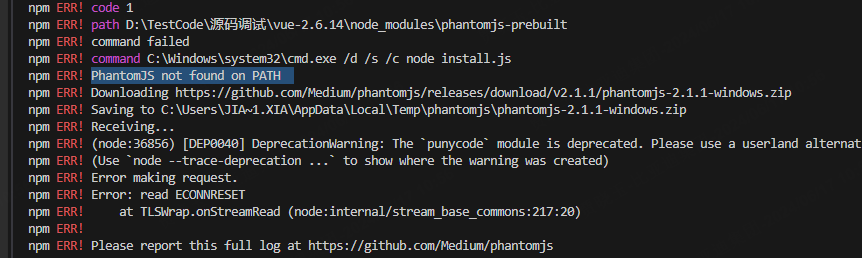 npm ERR! code 1
npm ERR! path D:\TestCode\源码调试\vue-2.6.14\node_modules\phantomjs-prebuilt
npm ERR! command failed
npm ERR! command C:\Windows\system32\cmd.exe /d /s /c node install.js
npm ERR! PhantomJS not found on PATH
npm ERR! Downloading https://github.com/Medium/phantomjs/releases/download/v2.1.1/phantomjs-2.1.1-windows.zip
npm ERR! Saving to C:\Users\JIA~1.XIA\AppData\Local\Temp\phantomjs\phantomjs-2.1.1-windows.zip
npm ERR! Receiving...
npm ERR! (node:36856) [DEP0040] DeprecationWarning: The `punycode` module is deprecated. Please use a userland alternat
npm ERR! (Use `node --trace-deprecation ...` to show where the warning was created)
npm ERR! Error making request.
npm ERR! Error: read ECONNRESET
npm ERR!     at TLSWrap.onStreamRead (node:internal/stream_base_commons:217:20)
npm ERR!
npm ERR! Please report this full log at https://github.com/Medium/phantomjs